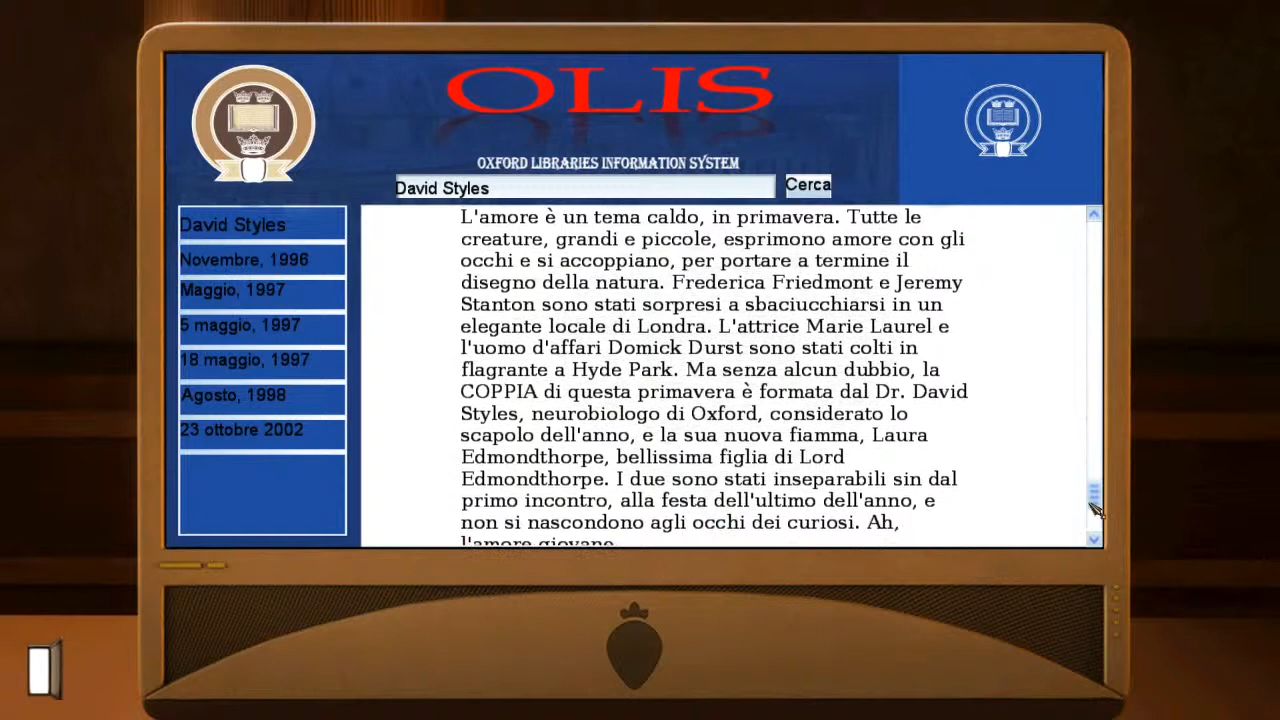 OLIS
OXFORD LIBRARIES INFORMATION SYSTEM
David Styles
Cerca
David Styles
Novembre, 1996
Maggio, 1997
5 maggio, 1997
18 maggio, 1997
Agosto, 1998
23 ottobre 2002
L'amore è un tema caldo, in primavera. Tutte le
creature, grandi e piccole, esprimono amore con gli
occhi e si accoppiano, per portare a termine il
disegno della natura. Frederica Friedmont e Jeremy
Stanton sono stati sorpresi a sbaciucchiarsi in un
elegante locale di Londra. L'attrice Marie Laurel e
l'uomo d'affari Domick Durst sono stati colti in
flagrante a Hyde Park. Ma senza alcun dubbio, la
COPPIA di questa primavera è formata dal Dr. David
Styles, neurobiologo di Oxford, considerato lo
scapolo dell'anno, e la sua nuova fiamma, Laura
Edmondthorpe, bellissima figlia di Lord
Edmondthorpe. I due sono stati inseparabili sin dal
primo incontro, alla festa dell'ultimo dell'anno, e
non si nascondono agli occhi dei curiosi. Ah,
l'amore giovane